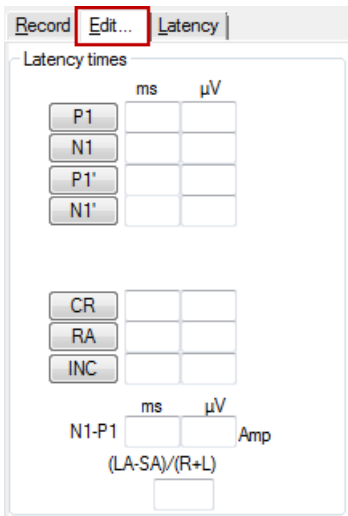 Record Edit... Latency
Latency times
ms µV
P1
N1
P1'
N1'
CR
RA
INC
ms µV
N1-P1 Amp
(LA-SA)/(R+L)